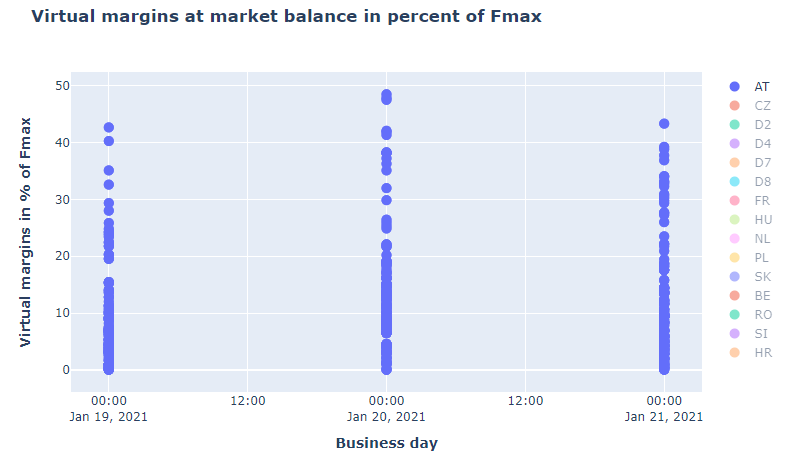 Virtual margins at market balance in percent of Fmax
Virtual margins in % of Fmax
50
40
30
20
10
0
00:00
Jan 19, 2021
12:00
00:00
Jan 20, 2021
12:00
00:00
Jan 21, 2021
Business day
AT
CZ
D2
D4
D7
D8
FR
HU
NL
PL
SK
BE
RO
SI
HR